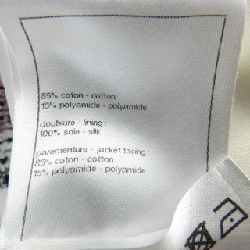 85% coton - cotton
15% polyamide - polyamide
doublure - lining :
100% soie - silk
parementure - jacket facing :
85% coton - cotton
15% polyamide - polyamide